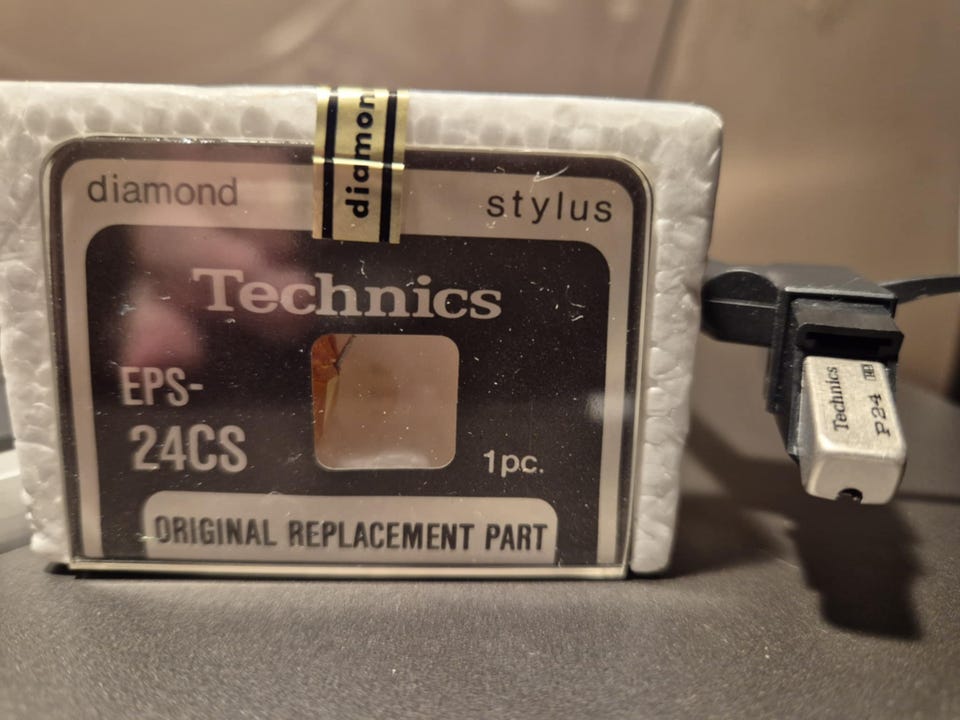 diamond
diamond stylus
Technics
EPS-
24CS
1pc.
ORIGINAL REPLACEMENT PART
Technics
P24